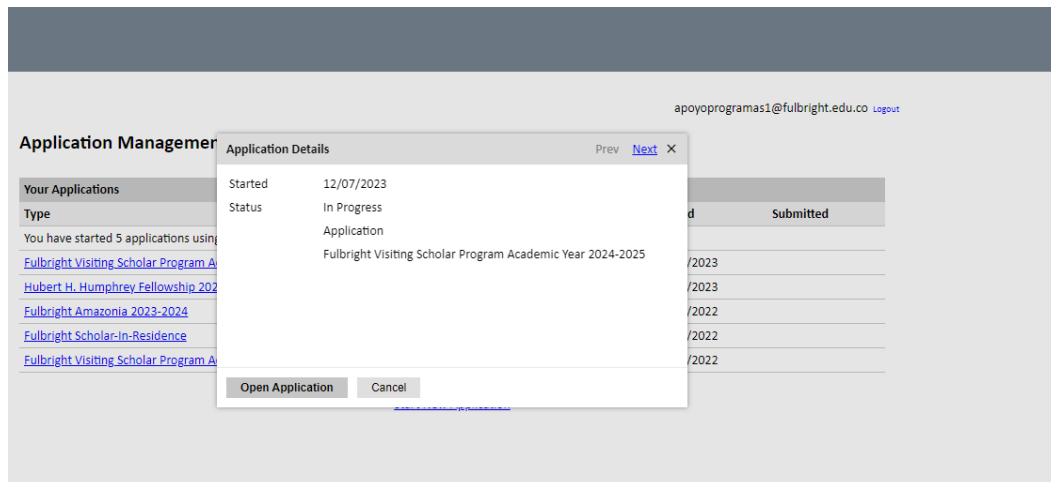 apoyoprogramas1@fulbright.edu.co Logout
Application Managemen
Application Details Prev Next ×
Started 12/07/2023
Status In Progress
Application
Fulbright Visiting Scholar Program Academic Year 2024-2025
Open Application Cancel
Your Applications
Type d Submitted
You have started 5 applications using
Fulbright Visiting Scholar Program A /2023
Hubert H. Humphrey Fellowship 202 /2023
Fulbright Amazonia 2023-2024 /2022
Fulbright Scholar-In-Residence /2022
Fulbright Visiting Scholar Program A /2022